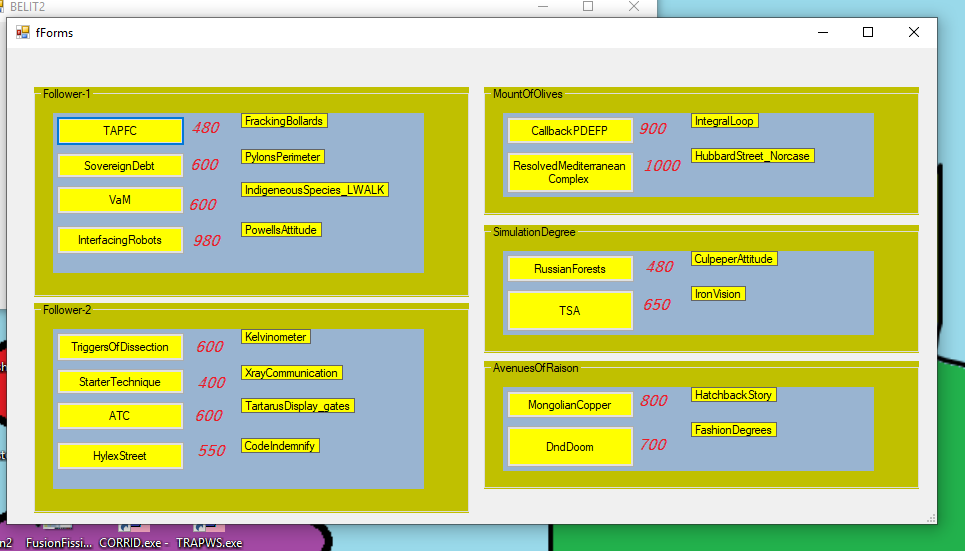 BELIT2
fForms
Follower-1
TAPFC 480 FrackingBollards
SovereignDebt 600 PylonsPerimeter
VaM 600 IndigeneousSpecies_LWALK
InterfacingRobots 980 PowellsAttitude
Follower-2
TriggersOfDissection 600 Kelvinometer
StarterTechnique 400 XrayCommunication
ATC 600 TartarusDisplay_gates
HylexStreet 550 CodeIndemnify
MountOfOlives
CallbackPDEFP 900 IntegralLoop
ResolvedMediterranean 1000 HubbardStreet_Norcase
Complex
SimulationDegree
RussianForests 480 CulpeperAttitude
TSA 650 IronVision
AvenuesOfRaison
MongolianCopper 800 HatchbackStory
DndDoom 700 FashionDegrees
n2 FusionFissi... CORRID.exe - TRAPWS.exe